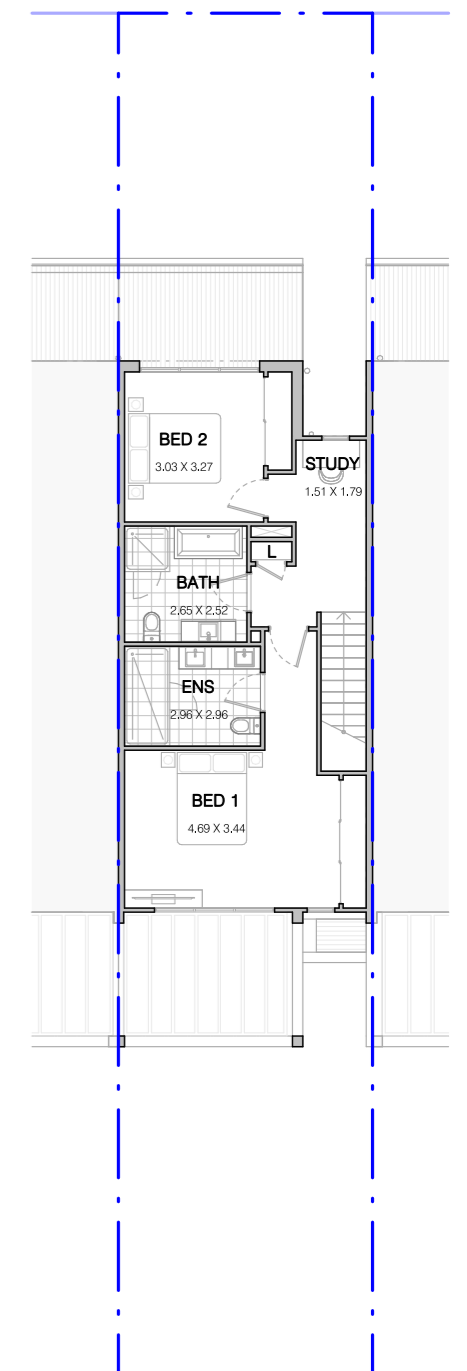 BED 2
3.03 X 3.27
STUDY
1.51 X 1.79
L
BATH
2.65 X 2.52
ENS
2.96 X 2.96
BED 1
4.69 X 3.44